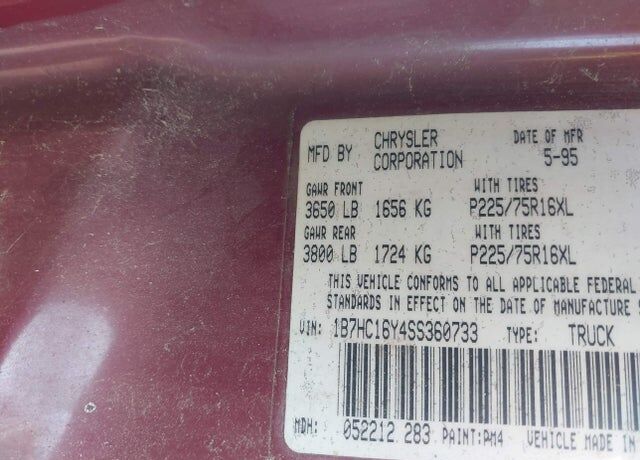 MFD BY CHRYSLER CORPORATION DATE OF MFR 5-95
GAWR FRONT WITH TIRES
3650 LB 1656 KG P225/75R16XL
GAWR REAR WITH TIRES
3800 LB 1724 KG P225/75R16XL
THIS VEHICLE CONFORMS TO ALL APPLICABLE FEDERAL
STANDARDS IN EFFECT ON THE DATE OF MANUFACTURE S
VIN: 1B7HC16Y4SS360733 TYPE: TRUCK
MDH: 052212 283 PAINT:PM4 VEHICLE MADE IN